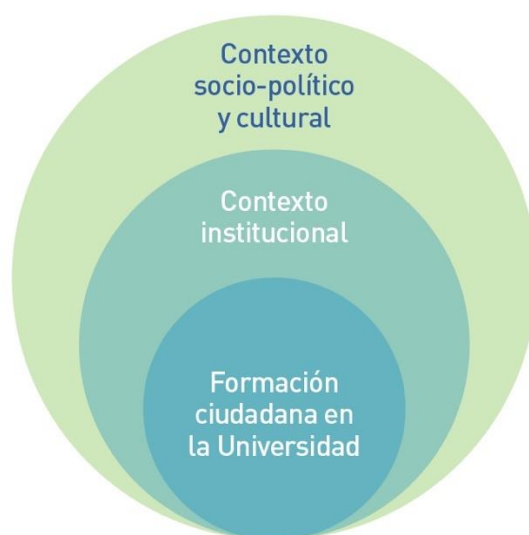 Contexto
socio-político
y cultural
Contexto
institucional
Formación
ciudadana en
la Universidad